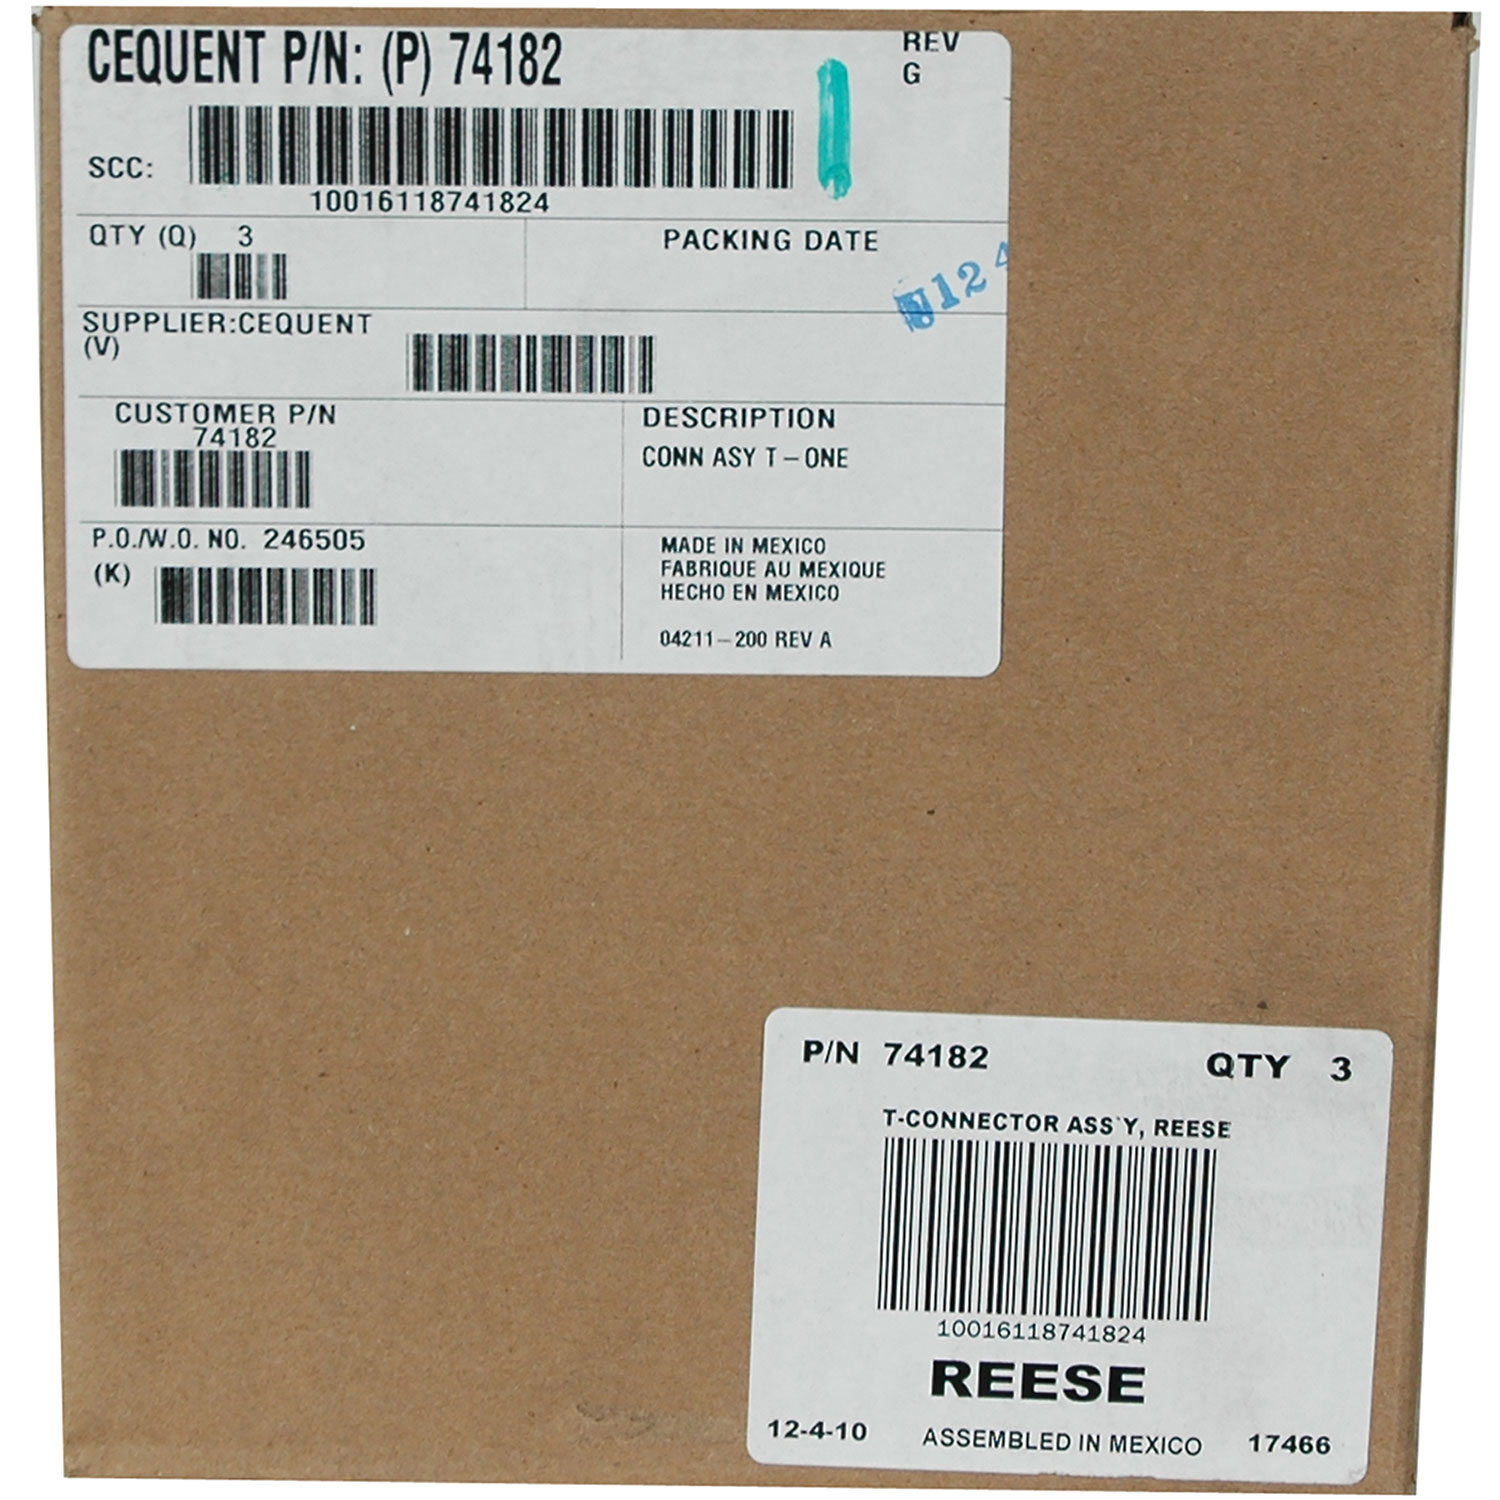 CEQUENT P/N: (P) 74182
REV
G
SCC:
10016118741824
QTY (Q) 3
PACKING DATE
12 4
SUPPLIER:CEQUENT
(V)
CUSTOMER P/N
74182
DESCRIPTION
CONN ASY T-ONE
P.O./W.O. NO. 246505
(K)
MADE IN MEXICO
FABRIQUE AU MEXIQUE
HECHO EN MEXICO
04211-200 REV A
P/N 74182 QTY 3
T-CONNECTOR ASS`Y, REESE
10016118741824
REESE
12-4-10 ASSEMBLED IN MEXICO 17466